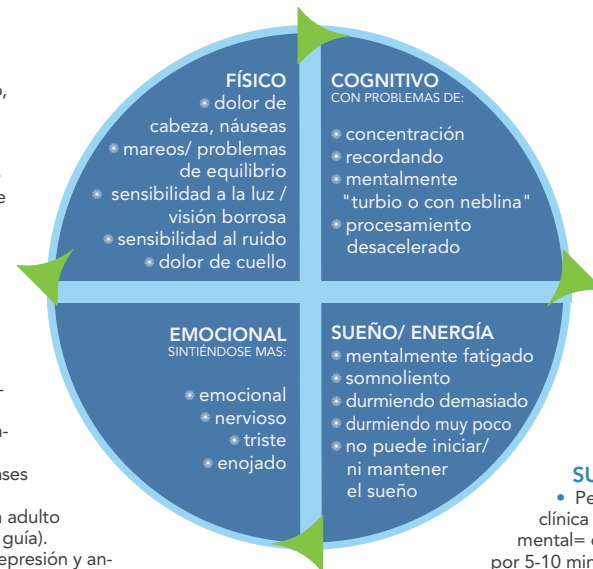 FÍSICO
* dolor de
cabeza, náuseas
* mareos/ problemas
de equilibrio
* sensibilidad a la luz /
visión borrosa
* sensibilidad al ruido
* dolor de cuello
COGNITIVO
CON PROBLEMAS DE:
* concentración
* recordando
* mentalmente
"turbio o con neblina"
* procesamiento
desacelerado
EMOCIONAL
SINTIÉNDOSE MAS:
* emocional
* nervioso
* triste
* enojado
SUEÑO/ ENERGÍA
* mentalmente fatigado
* somnoliento
* durmiendo demasiado
* durmiendo muy poco
* no puede iniciar/
ni mantener
el sueño
adulto
guía).
depresión y an-
clínica
mental=
por 5-10